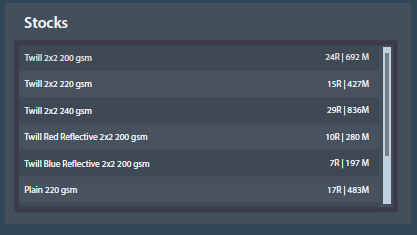 Stocks
Twill 2x2 200 gsm 24R | 692 M
Twill 2x2 220 gsm 15R | 427M
Twill 2x2 240 gsm 29R | 836M
Twill Red Reflective 2x2 200 gsm 10R | 280 M
Twill Blue Reflective 2x2 200 gsm 7R | 197 M
Plain 220 gsm 17R | 483M